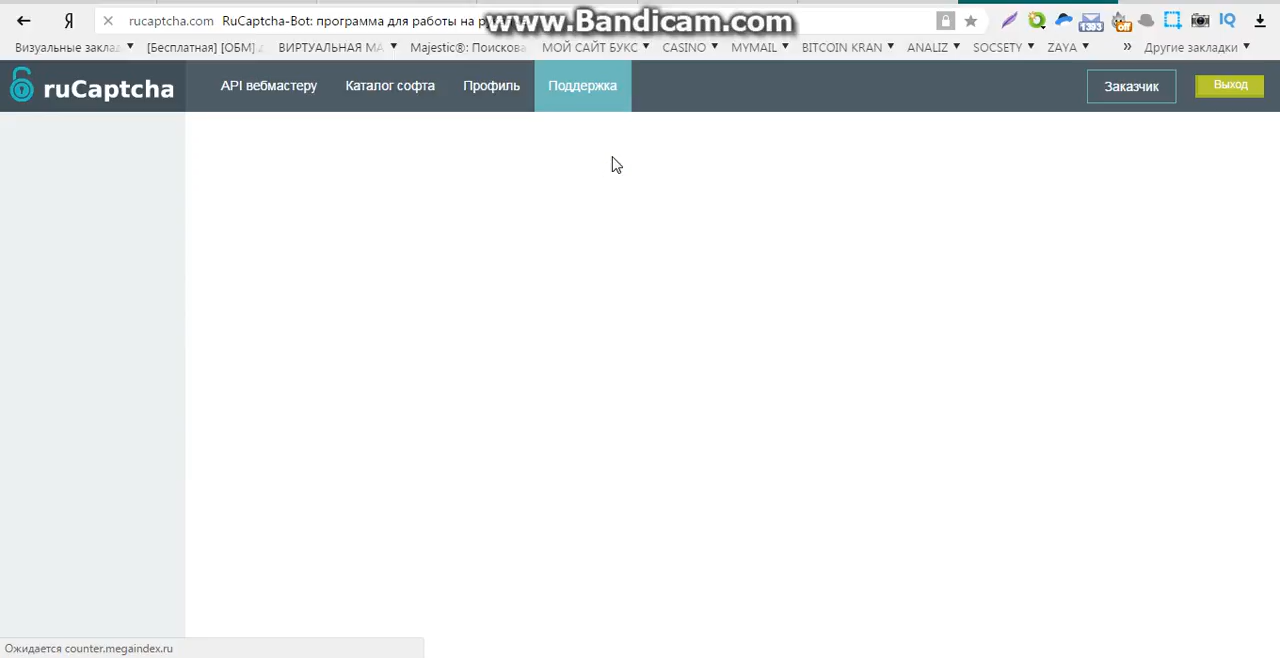 www.Bandicam.com
Я rucaptcha.com RuCaptcha-Bot: программа для работы на
Визуальные заклад [Бесплатная] [ОБМ] ВИРТУАЛЬНАЯ МА Majestic®: Поискова МОЙ САЙТ БУКС CASINO MYMAIL BITCOIN KRAN ANALIZ SOCSETY ZAYA » Другие закладки
ruCaptcha API вебмастеру Каталог софта Профиль Поддержка Заказчик Выход
Ожидается counter.megaindex.ru